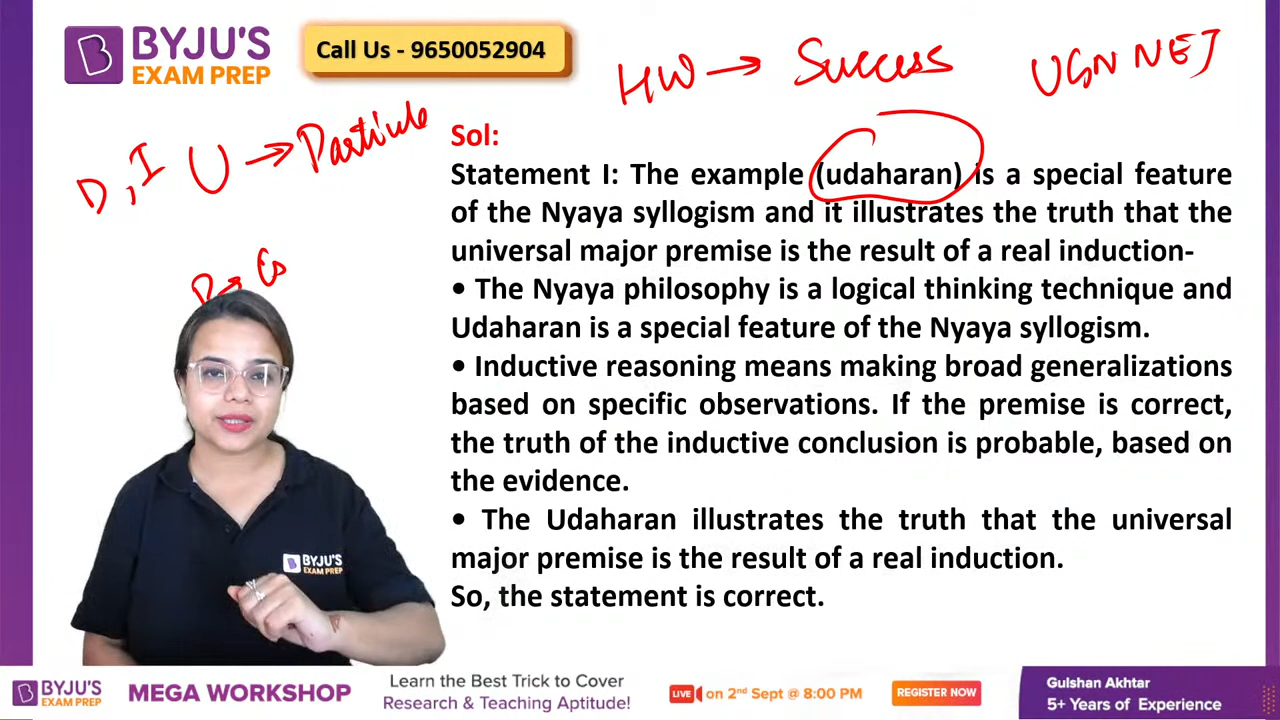 BYJU'S
EXAM PREP
Call Us - 9650052904
HW → Success
UGN NET
D, I U → Particule
Sol:
Statement I: The example (udaharan) is a special feature
of the Nyaya syllogism and it illustrates the truth that the
universal major premise is the result of a real induction-
• The Nyaya philosophy is a logical thinking technique and
Udaharan is a special feature of the Nyaya syllogism.
• Inductive reasoning means making broad generalizations
based on specific observations. If the premise is correct,
the truth of the inductive conclusion is probable, based on
the evidence.
• The Udaharan illustrates the truth that the universal
major premise is the result of a real induction.
So, the statement is correct.
BYJU'S
EXAM PREP
BYJU'S
EXAM PREP
MEGA WORKSHOP
Learn the Best Trick to Cover
Research & Teaching Aptitude!
LIVE on 2nd Sept @ 8:00 PM
REGISTER NOW
Gulshan Akhtar
5+ Years of Experience